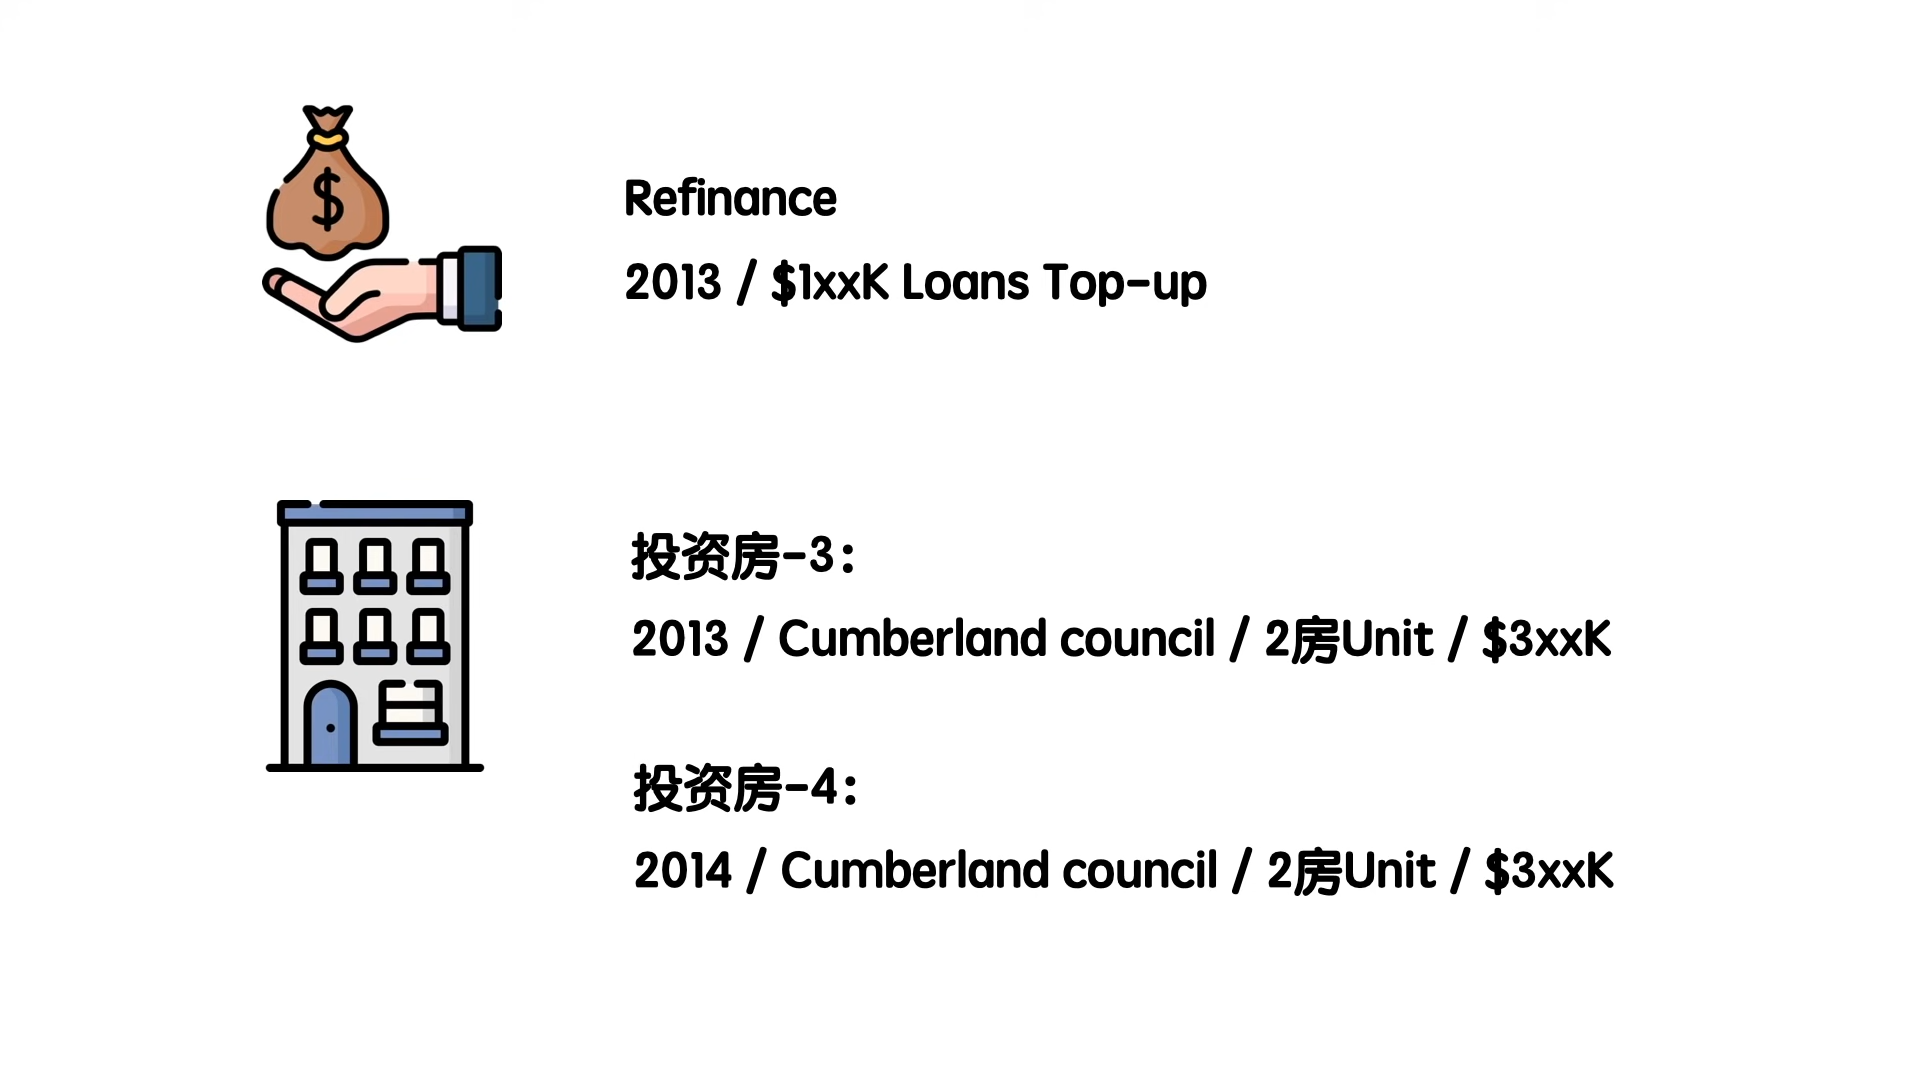 $
Refinance
2013 / $1xxK Loans Top-up
投资房-3:
2013 / Cumberland council / 2房Unit / $3xxK
投资房-4:
2014 / Cumberland council / 2房Unit / $3xxK